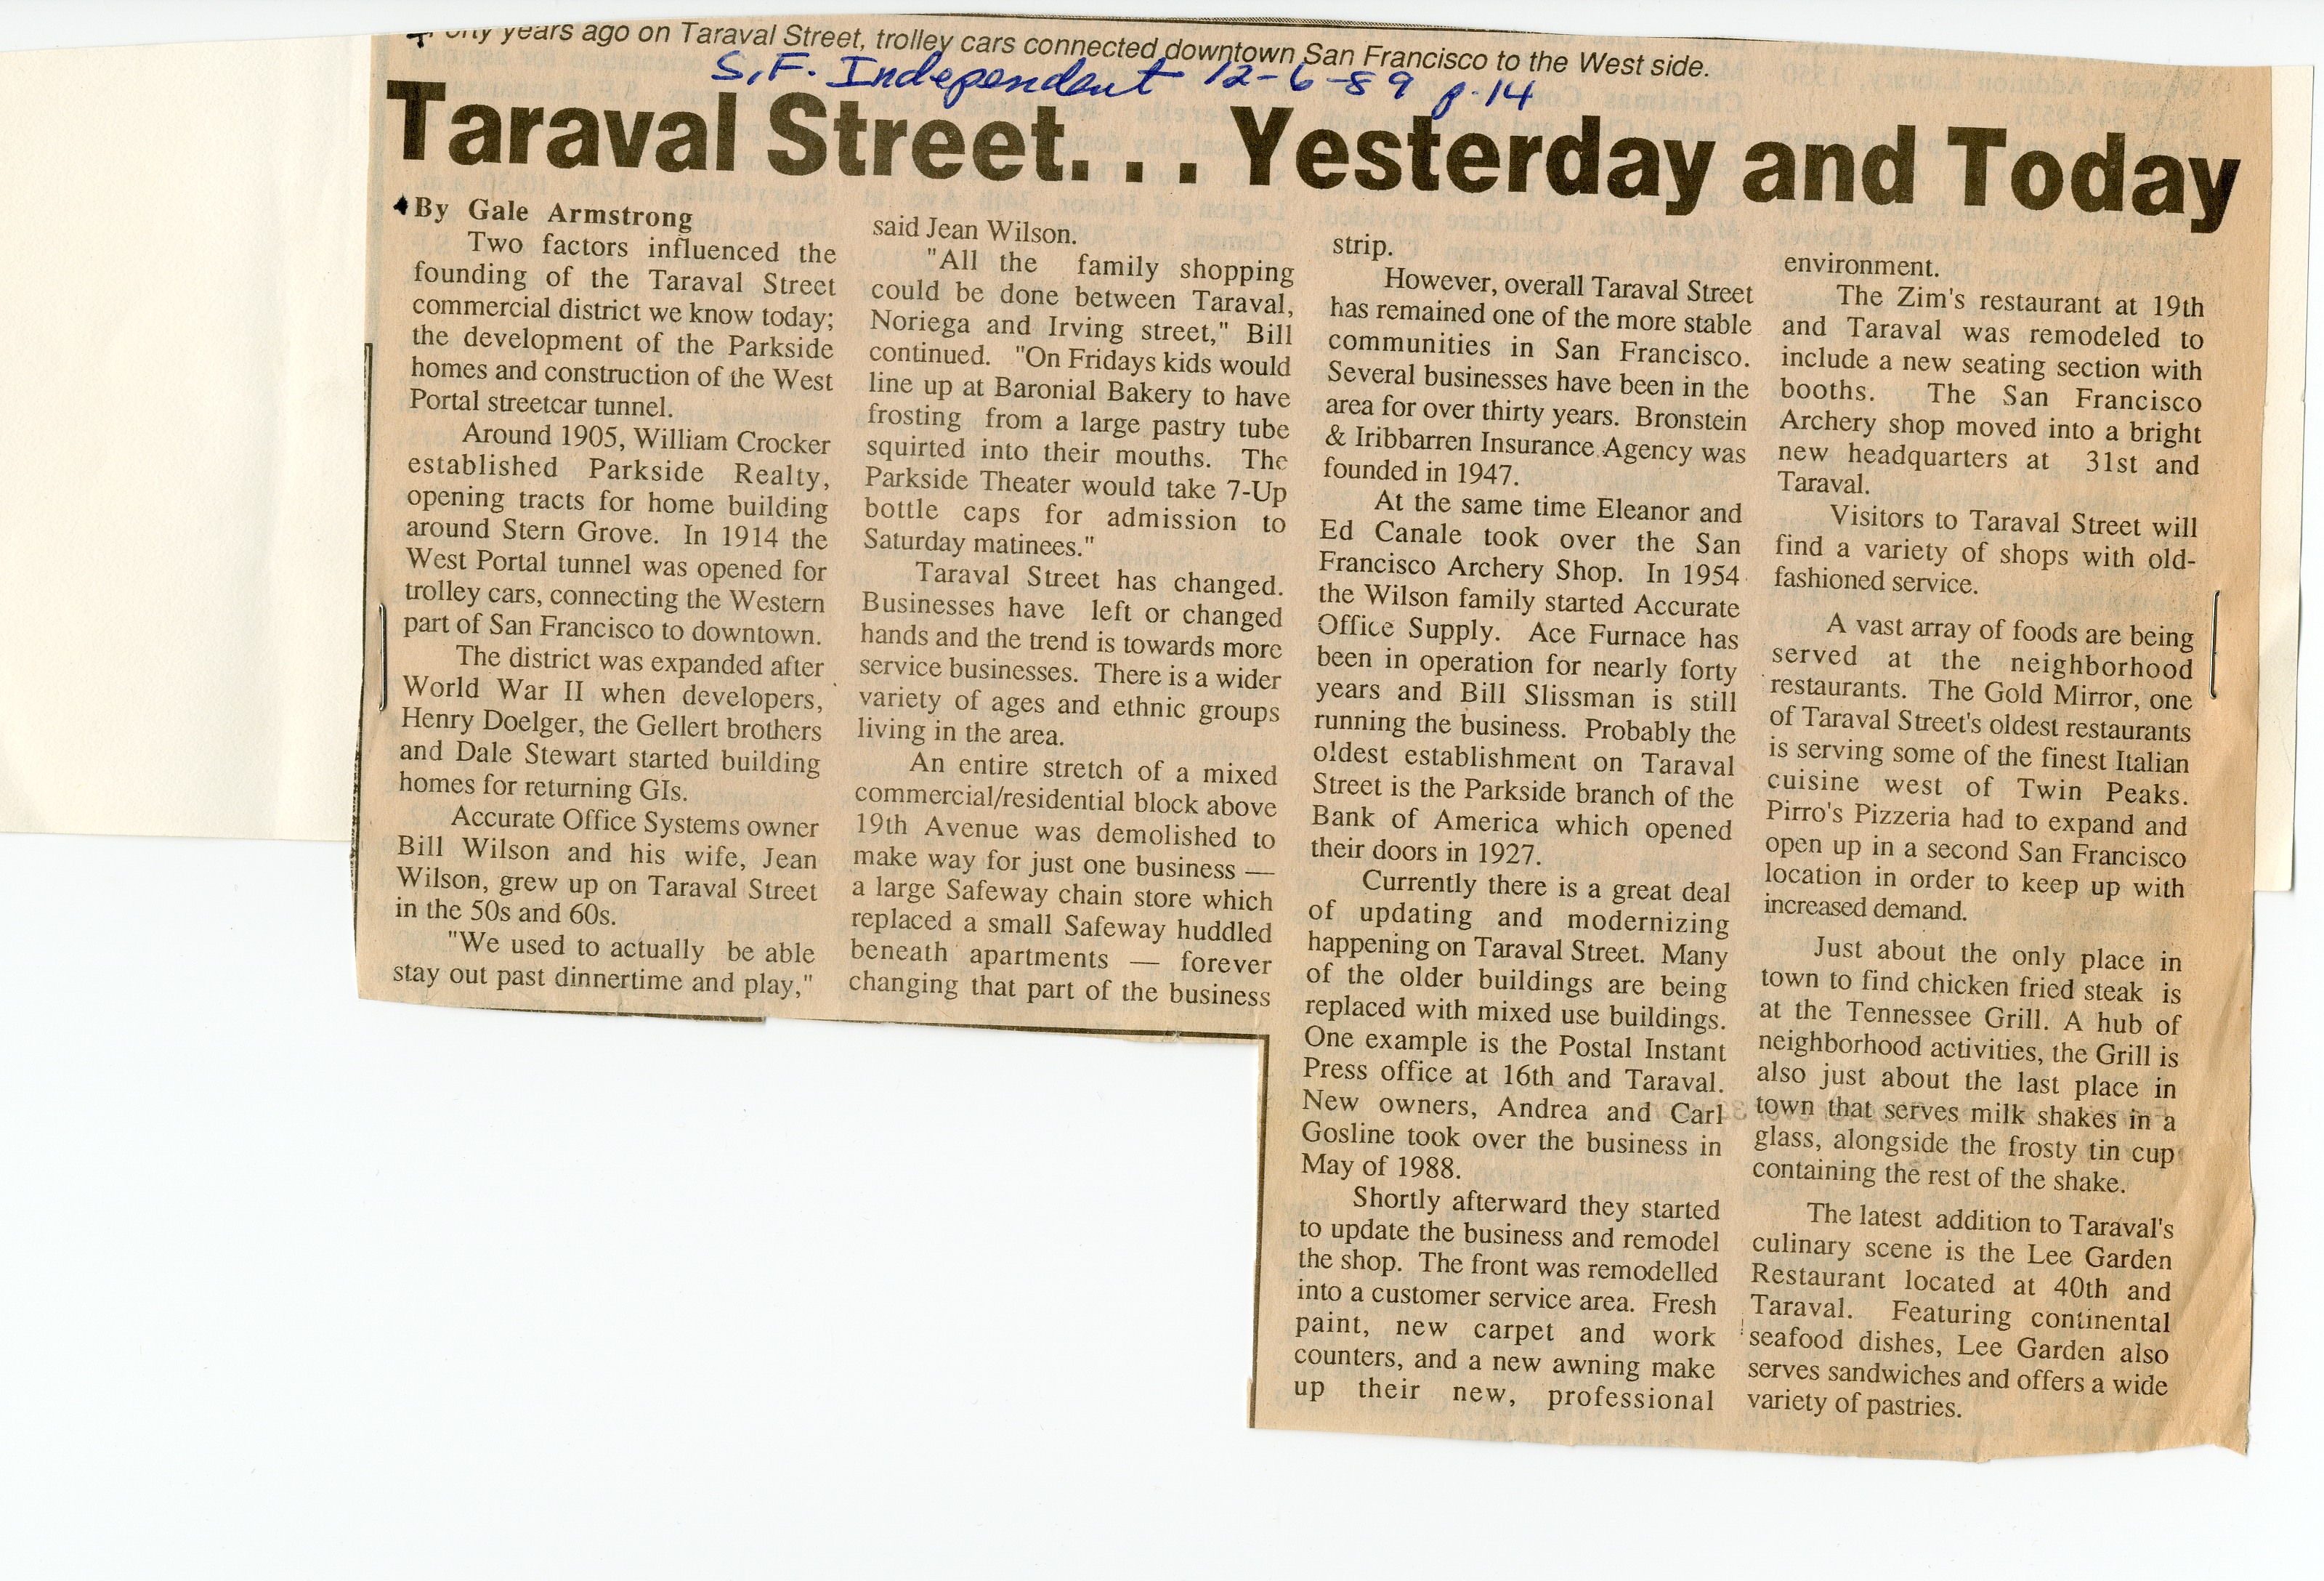 Forty years ago on Taraval Street, trolley cars connected downtown San Francisco to the West side.
S.F. Independent 12-6-89 p.14
Taraval Street. . . Yesterday and Today
By Gale Armstrong
Two factors influenced the
founding of the Taraval Street
commercial district we know today;
the development of the Parkside
homes and construction of the West
Portal streetcar tunnel.
Around 1905, William Crocker
established Parkside Realty,
opening tracts for home building
around Stern Grove. In 1914 the
West Portal tunnel was opened for
trolley cars, connecting the Western
part of San Francisco to downtown.
The district was expanded after
World War II when developers,
Henry Doelger, the Gellert brothers
and Dale Stewart started building
homes for returning GIs.
Accurate Office Systems owner
Bill Wilson and his wife, Jean
Wilson, grew up on Taraval Street
in the 50s and 60s.
"We used to actually be able
stay out past dinnertime and play,"
said Jean Wilson.
"All the family shopping
could be done between Taraval,
Noriega and Irving street," Bill
continued. "On Fridays kids would
line up at Baronial Bakery to have
frosting from a large pastry tube
squirted into their mouths. The
Parkside Theater would take 7-Up
bottle caps for admission to
Saturday matinees."
Taraval Street has changed.
Businesses have left or changed
hands and the trend is towards more
service businesses. There is a wider
variety of ages and ethnic groups
living in the area.
An entire stretch of a mixed
commercial/residential block above
19th Avenue was demolished to
make way for just one business —
a large Safeway chain store which
replaced a small Safeway huddled
beneath apartments — forever
changing that part of the business
strip.
However, overall Taraval Street
has remained one of the more stable
communities in San Francisco.
Several businesses have been in the
area for over thirty years. Bronstein
& Iribbarren Insurance Agency was
founded in 1947.
At the same time Eleanor and
Ed Canale took over the San
Francisco Archery Shop. In 1954
the Wilson family started Accurate
Office Supply. Ace Furnace has
been in operation for nearly forty
years and Bill Slissman is still
running the business. Probably the
oldest establishment on Taraval
Street is the Parkside branch of the
Bank of America which opened
their doors in 1927.
Currently there is a great deal
of updating and modernizing
happening on Taraval Street. Many
of the older buildings are being
replaced with mixed use buildings.
One example is the Postal Instant
Press office at 16th and Taraval.
New owners, Andrea and Carl
Gosline took over the business in
May of 1988.
Shortly afterward they started
to update the business and remodel
the shop. The front was remodelled
into a customer service area. Fresh
paint, new carpet and work
counters, and a new awning make
up their new, professional
environment.
The Zim's restaurant at 19th
and Taraval was remodeled to
include a new seating section with
booths. The San Francisco
Archery shop moved into a bright
new headquarters at 31st and
Taraval.
Visitors to Taraval Street will
find a variety of shops with old-
fashioned service.
A vast array of foods are being
served at the neighborhood
restaurants. The Gold Mirror, one
of Taraval Street's oldest restaurants
is serving some of the finest Italian
cuisine west of Twin Peaks.
Pirro's Pizzeria had to expand and
open up in a second San Francisco
location in order to keep up with
increased demand.
Just about the only place in
town to find chicken fried steak is
at the Tennessee Grill. A hub of
neighborhood activities, the Grill is
also just about the last place in
town that serves milk shakes in a
glass, alongside the frosty tin cup
containing the rest of the shake.
The latest addition to Taraval's
culinary scene is the Lee Garden
Restaurant located at 40th and
Taraval. Featuring continental
seafood dishes, Lee Garden also
serves sandwiches and offers a wide
variety of pastries.